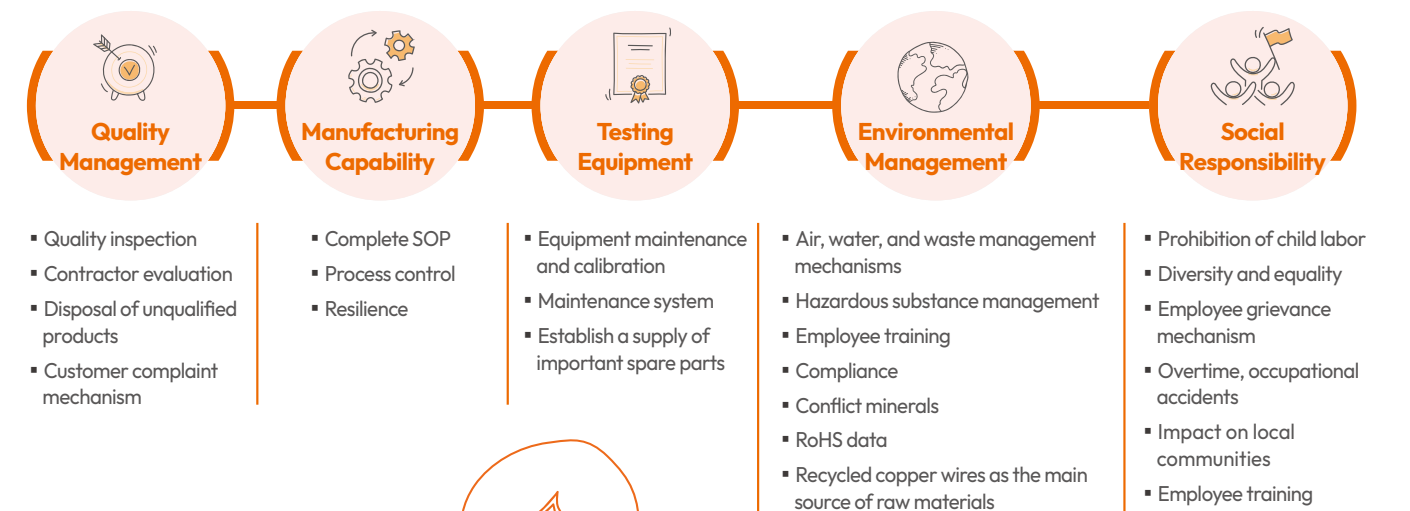 Quality
Management
Manufacturing
Capability
Testing
Equipment
Environmental
Management
Social
Responsibility
▪ Quality inspection
▪ Contractor evaluation
▪ Disposal of unqualified
products
▪ Customer complaint
mechanism
▪ Complete SOP
▪ Process control
▪ Resilience
▪ Equipment maintenance
and calibration
▪ Maintenance system
▪ Establish a supply of
important spare parts
▪ Air, water, and waste management
mechanisms
▪ Hazardous substance management
▪ Employee training
▪ Compliance
▪ Conflict minerals
▪ RoHS data
▪ Recycled copper wires as the main
source of raw materials
▪ Prohibition of child labor
▪ Diversity and equality
▪ Employee grievance
mechanism
▪ Overtime, occupational
accidents
▪ Impact on local
communities
▪ Employee training